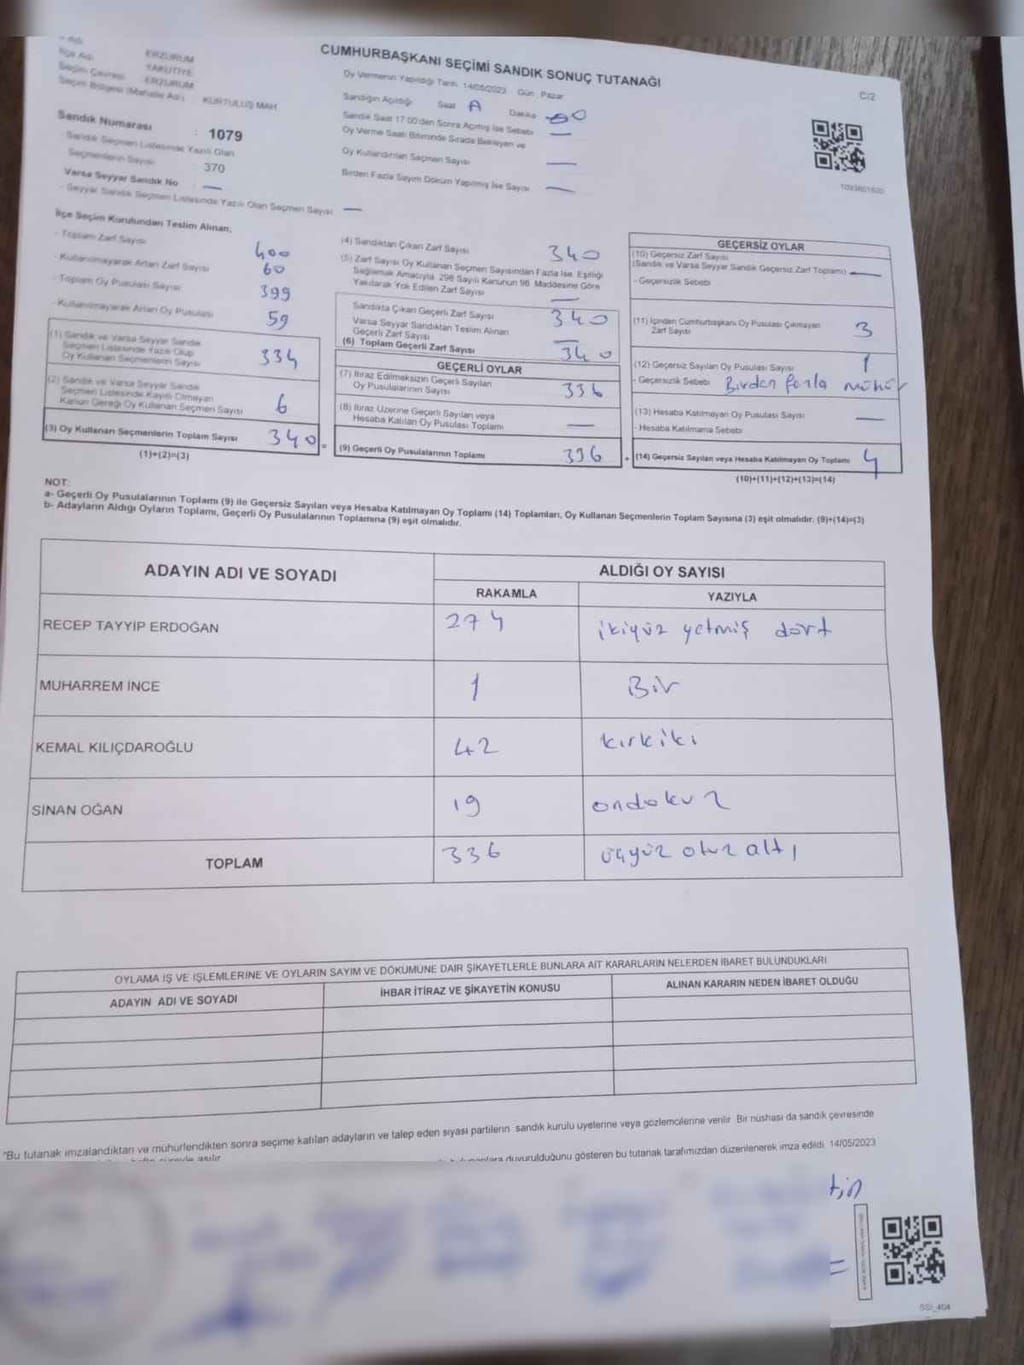 CUMHURBAŞKANI SEÇİMİ SANDIK SONUÇ TUTANAĞI
C/2
İlçe Adı YAKUTİYE
Seçim Çevresi ERZURUM
Seçim Bölgesi (Mahalle Adı) KURTULUŞ MAH.
Sandık Numarası : 1079
- Sandık Seçmen Listesinde Yazılı Olan
Seçmenlerin Sayısı 370
Varsa Seyyar Sandık No —
- Seyyar Sandık Seçmen Listesinde Yazılı Olan Seçmen Sayısı —
Oy Vermenin Yapıldığı Tarih 14/05/2023 Gün Pazar
Sandığın Açıldığı Saat Dakika
Sandık Saat 17.00'den Sonra Açılmış İse Sebebi —
Oy Verme Saati Bitiminde Sırada Bekleyen ve
Oy Kullandırılan Seçmen Sayısı —
Birden Fazla Sayım Döküm Yapılmış İse Sayısı —
1093601620
İlçe Seçim Kurulundan Teslim Alınan;
- Toplam Zarf Sayısı 400
- Kullanılmayarak Artan Zarf Sayısı 60
- Toplam Oy Pusulası Sayısı 399
- Kullanılmayarak Artan Oy Pusulası 59
(1) Sandık ve Varsa Seyyar Sandık
Seçmen Listesinde Yazılı Olup
Oy Kullanan Seçmenlerin Sayısı 334
(2) Sandık ve Varsa Seyyar Sandık
Seçmen Listesinde Kayıtlı Olmayan
Kanun Gereği Oy Kullanan Seçmen Sayısı 6
(3) Oy Kullanan Seçmenlerin Toplam Sayısı 340
(1)+(2)=(3)
(4) Sandıktan Çıkan Zarf Sayısı 340
(5) Zarf Sayısı Oy Kullanan Seçmen Sayısından Fazla İse, Eşitliği
Sağlamak Amacıyla 298 Sayılı Kanunun 98. Maddesine Göre
Yakılarak Yok Edilen Zarf Sayısı —
Sandıkta Çıkan Geçerli Zarf Sayısı 340
Varsa Seyyar Sandıktan Teslim Alınan
Geçerli Zarf Sayısı —
(6) Toplam Geçerli Zarf Sayısı 340
GEÇERLİ OYLAR
(7) İtiraz Edilmeksizin Geçerli Sayılan
Oy Pusulalarının Sayısı 336
(8) İtiraz Üzerine Geçerli Sayılan veya
Hesaba Katılan Oy Pusulası Toplamı —
= (9) Geçerli Oy Pusulalarının Toplamı 336
GEÇERSİZ OYLAR
(10) Geçersiz Zarf Sayısı
(Sandık ve Varsa Seyyar Sandık Geçersiz Zarf Toplamı) —
- Geçersizlik Sebebi
(11) İçinden Cumhurbaşkanı Oy Pusulası Çıkmayan
Zarf Sayısı 3
(12) Geçersiz Sayılan Oy Pusulası Sayısı 1
- Geçersizlik Sebebi Birden fazla mühür
(13) Hesaba Katılmayan Oy Pusulası Sayısı —
- Hesaba Katılmama Sebebi
+ (14) Geçersiz Sayılan veya Hesaba Katılmayan Oy Toplamı 4
(10)+(11)+(12)+(13)=(14)
NOT:
a- Geçerli Oy Pusulalarının Toplamı (9) ile Geçersiz Sayılan veya Hesaba Katılmayan Oy Toplamı (14) Toplamları, Oy Kullanan Seçmenlerin Toplam Sayısına (3) eşit olmalıdır. (9)+(14)=(3)
b- Adayların Aldığı Oyların Toplamı, Geçerli Oy Pusulalarının Toplamına (9) eşit olmalıdır.
ADAYIN ADI VE SOYADI
ALDIĞI OY SAYISI
RAKAMLA YAZIYLA
RECEP TAYYİP ERDOĞAN 274 ikiyüz yetmiş dört
MUHARREM İNCE 1 Bir
KEMAL KILIÇDAROĞLU 42 kırkiki
SİNAN OĞAN 19 ondokuz
TOPLAM 336 üçyüz otuz altı
OYLAMA İŞ VE İŞLEMLERİNE VE OYLARIN SAYIM VE DÖKÜMÜNE DAİR ŞİKAYETLERLE BUNLARA AİT KARARLARIN NELERDEN İBARET BULUNDUKLARI
ADAYIN ADI VE SOYADI İHBAR İTİRAZ VE ŞİKAYETİN KONUSU ALINAN KARARIN NEDEN İBARET OLDUĞU
*Bu tutanak imzalandıktan ve mühürlendikten sonra seçime katılan adayların ve talep eden siyasi partilerin sandık kurulu üyelerine veya gözlemcilerine verilir. Bir nüshası da sandık çevresinde
duyurulduğunu gösteren bu tutanak tarafımızdan düzenlenerek imza edildi. 14/05/2023
tin
SSI_404